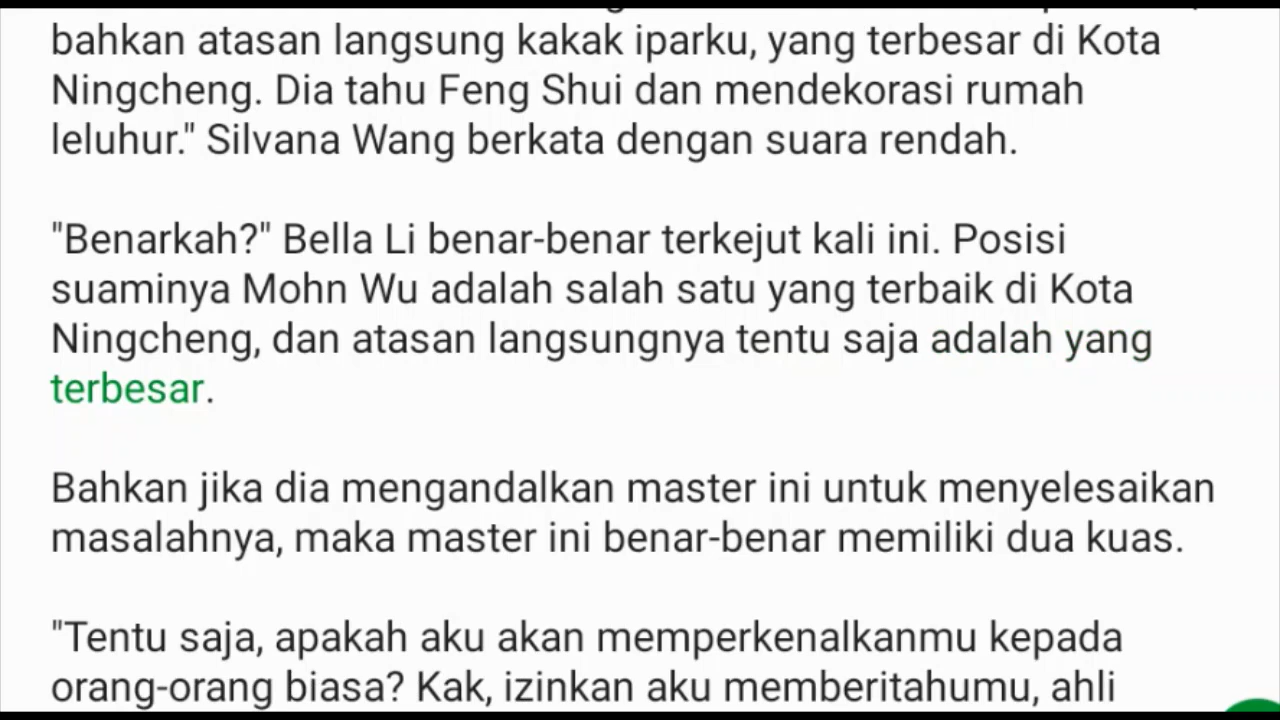 bahkan atasan langsung kakak iparku, yang terbesar di Kota
Ningcheng. Dia tahu Feng Shui dan mendekorasi rumah
leluhur." Silvana Wang berkata dengan suara rendah.
"Benarkah?" Bella Li benar-benar terkejut kali ini. Posisi
suaminya Mohn Wu adalah salah satu yang terbaik di Kota
Ningcheng, dan atasan langsungnya tentu saja adalah yang
terbesar.
Bahkan jika dia mengandalkan master ini untuk menyelesaikan
masalahnya, maka master ini benar-benar memiliki dua kuas.
"Tentu saja, apakah aku akan memperkenalkanmu kepada
orang-orang biasa? Kak, izinkan aku memberitahumu, ahli